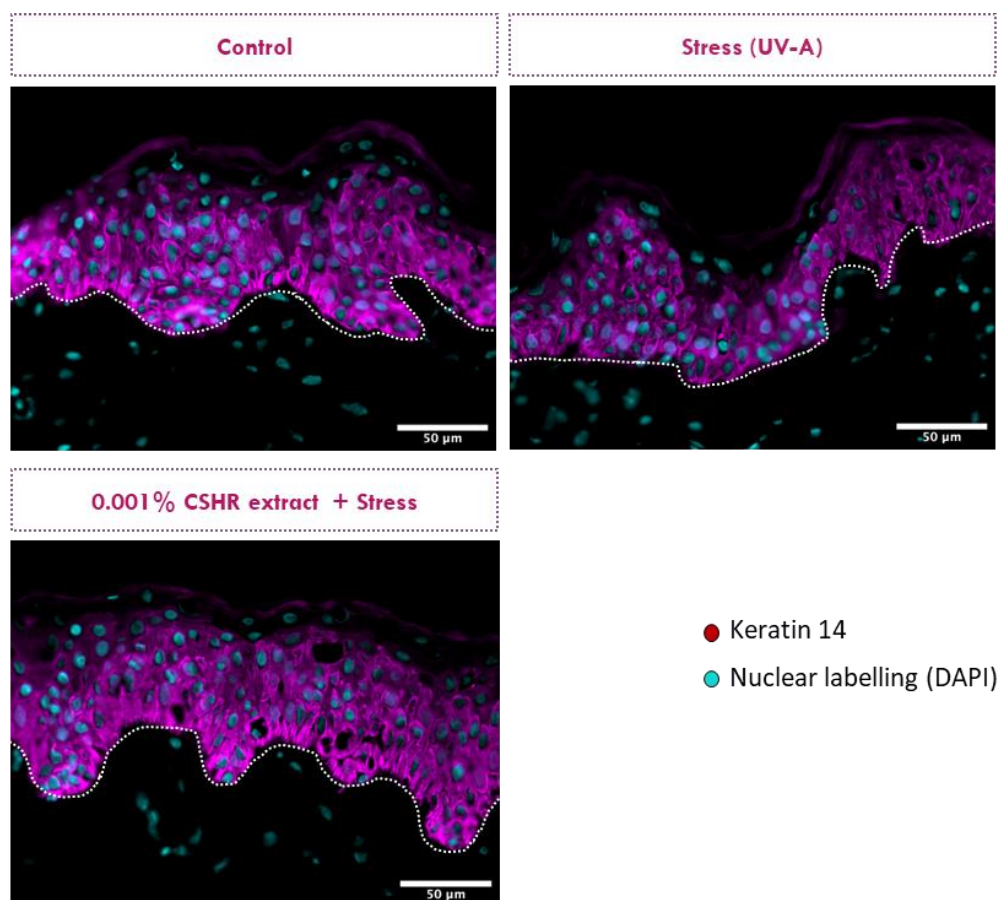 Control
Stress (UV-A)
50 µm
50 µm
0.001% CSHR extract + Stress
50 µm
Keratin 14
Nuclear labelling (DAPI)